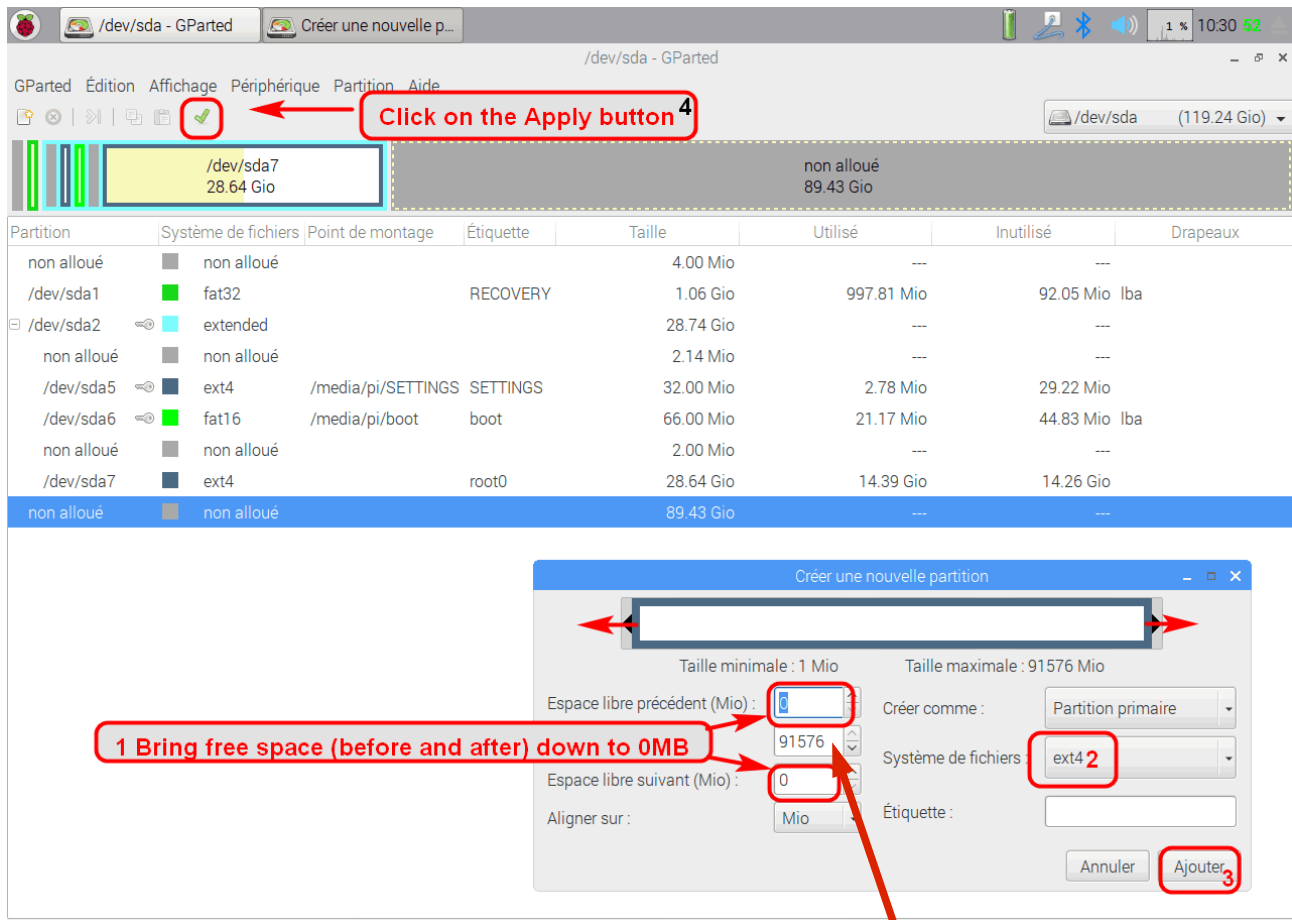 /dev/sda - GParted
Créer une nouvelle p...
1 %
10:30 52
/dev/sda - GParted
GParted Édition Affichage Périphérique Partition Aide
Click on the Apply button 4
/dev/sda (119.24 Gio)
/dev/sda7
28.64 Gio
non alloué
89.43 Gio
Partition Système de fichiers Point de montage Étiquette Taille Utilisé Inutilisé Drapeaux
non alloué non alloué 4.00 Mio --- ---
/dev/sda1 fat32 RECOVERY 1.06 Gio 997.81 Mio 92.05 Mio lba
/dev/sda2 extended 28.74 Gio --- ---
non alloué non alloué 2.14 Mio --- ---
/dev/sda5 ext4 /media/pi/SETTINGS SETTINGS 32.00 Mio 2.78 Mio 29.22 Mio
/dev/sda6 fat16 /media/pi/boot boot 66.00 Mio 21.17 Mio 44.83 Mio lba
non alloué non alloué 2.00 Mio --- ---
/dev/sda7 ext4 root0 28.64 Gio 14.39 Gio 14.26 Gio
non alloué non alloué 89.43 Gio --- ---
Créer une nouvelle partition
Taille minimale : 1 Mio Taille maximale : 91576 Mio
Espace libre précédent (Mio) : 0
Créer comme : Partition primaire
1 Bring free space (before and after) down to 0MB
91576
Système de fichiers : ext4 2
Espace libre suivant (Mio) : 0
Aligner sur : Mio
Étiquette :
Annuler Ajouter 3